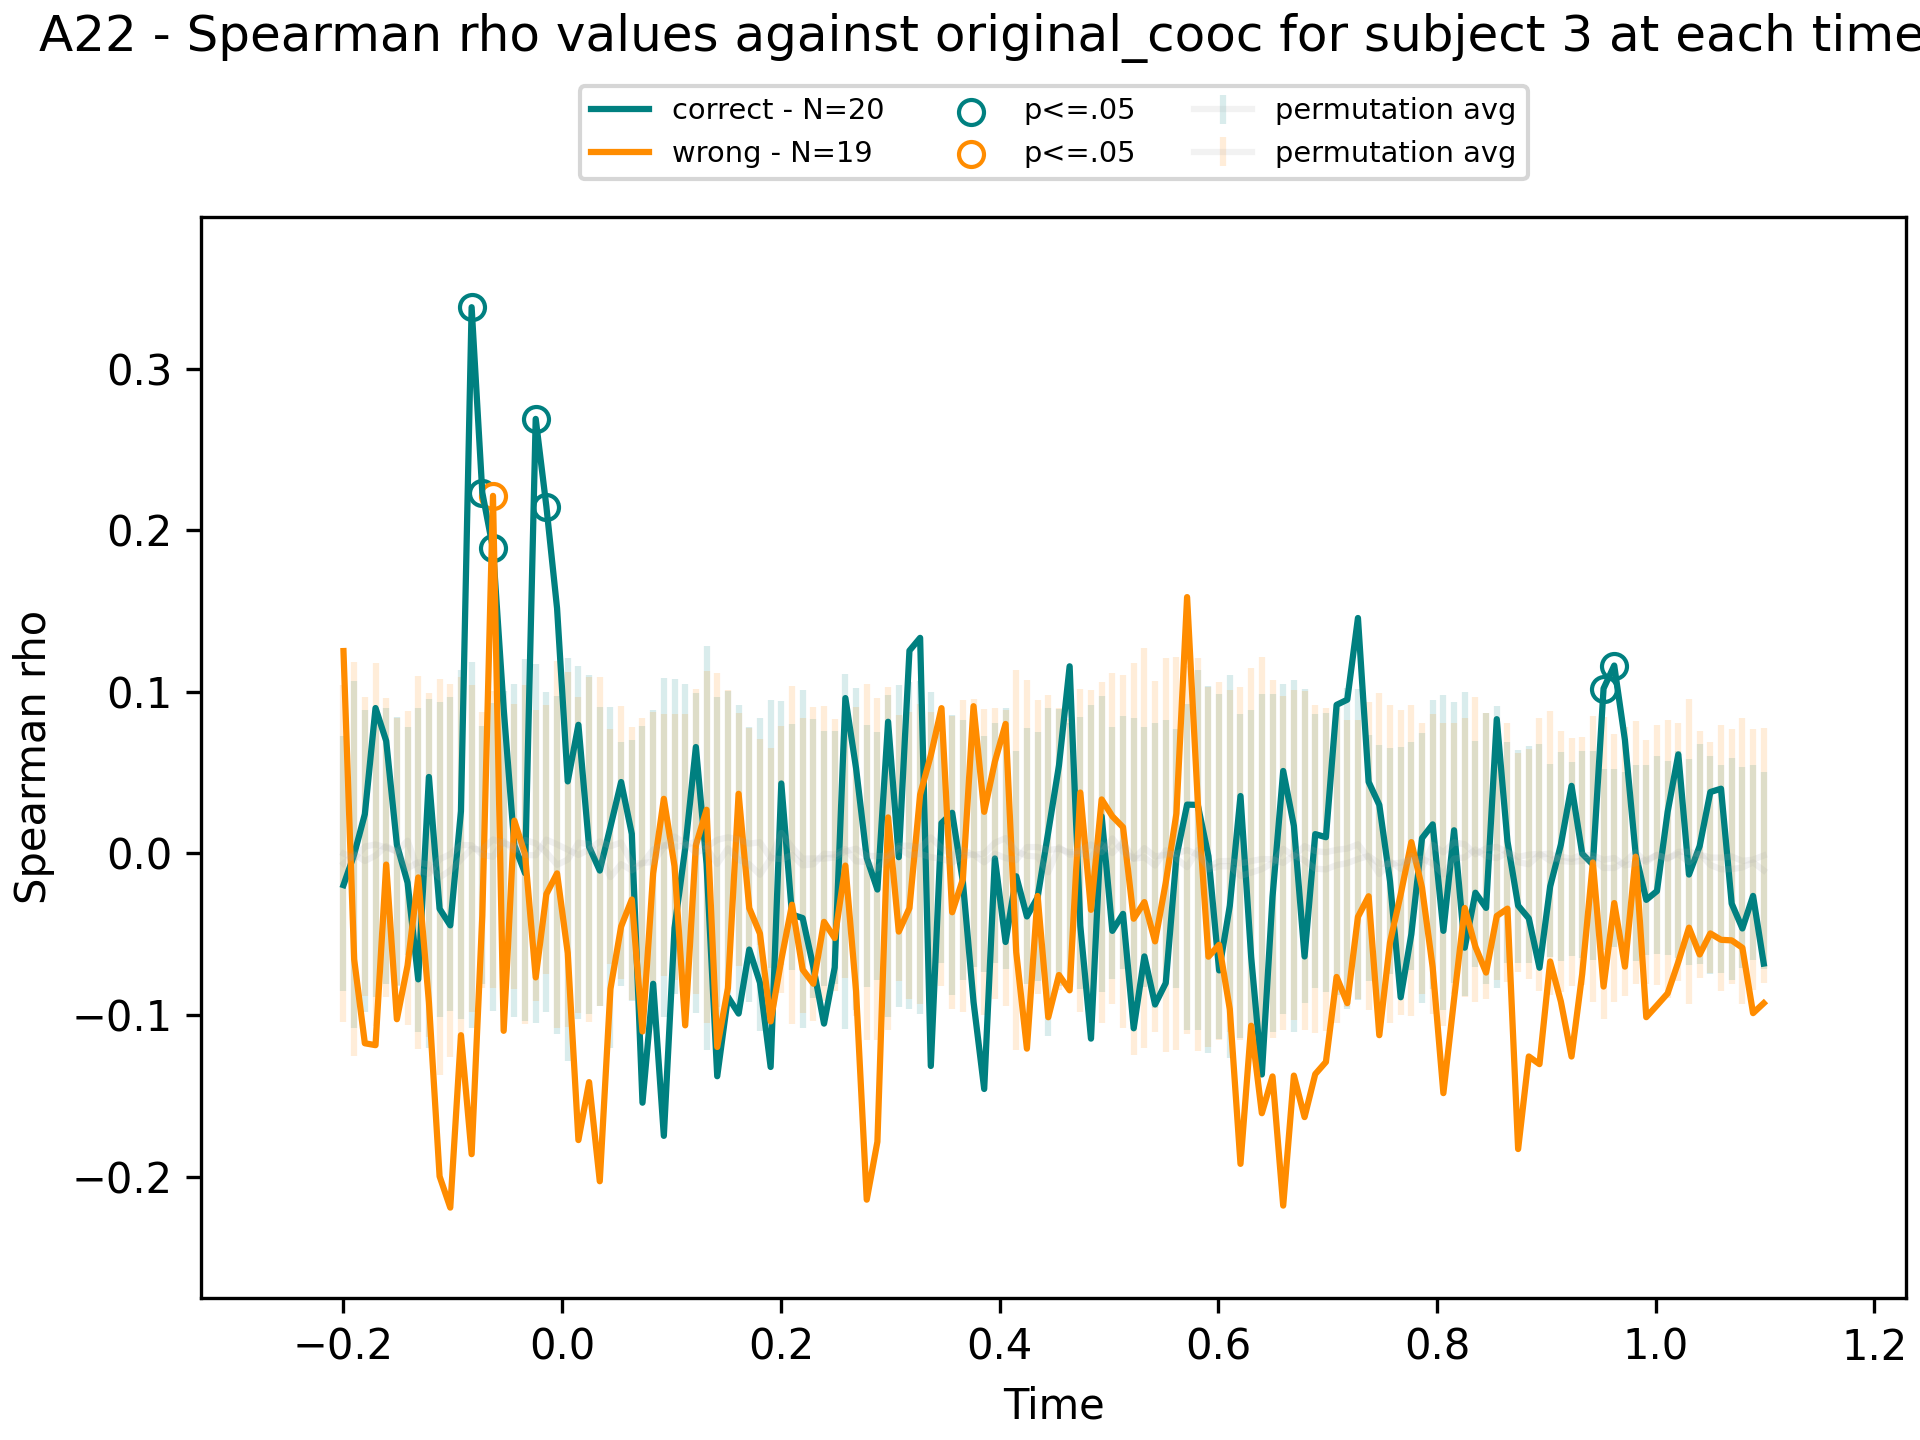 A22 - Spearman rho values against original_cooc for subject 3 at each time
correct - N=20 p<=.05 permutation avg
wrong - N=19 p<=.05 permutation avg
Spearman rho
0.3
0.2
0.1
0.0
−0.1
−0.2
−0.2 0.0 0.2 0.4 0.6 0.8 1.0 1.2
Time